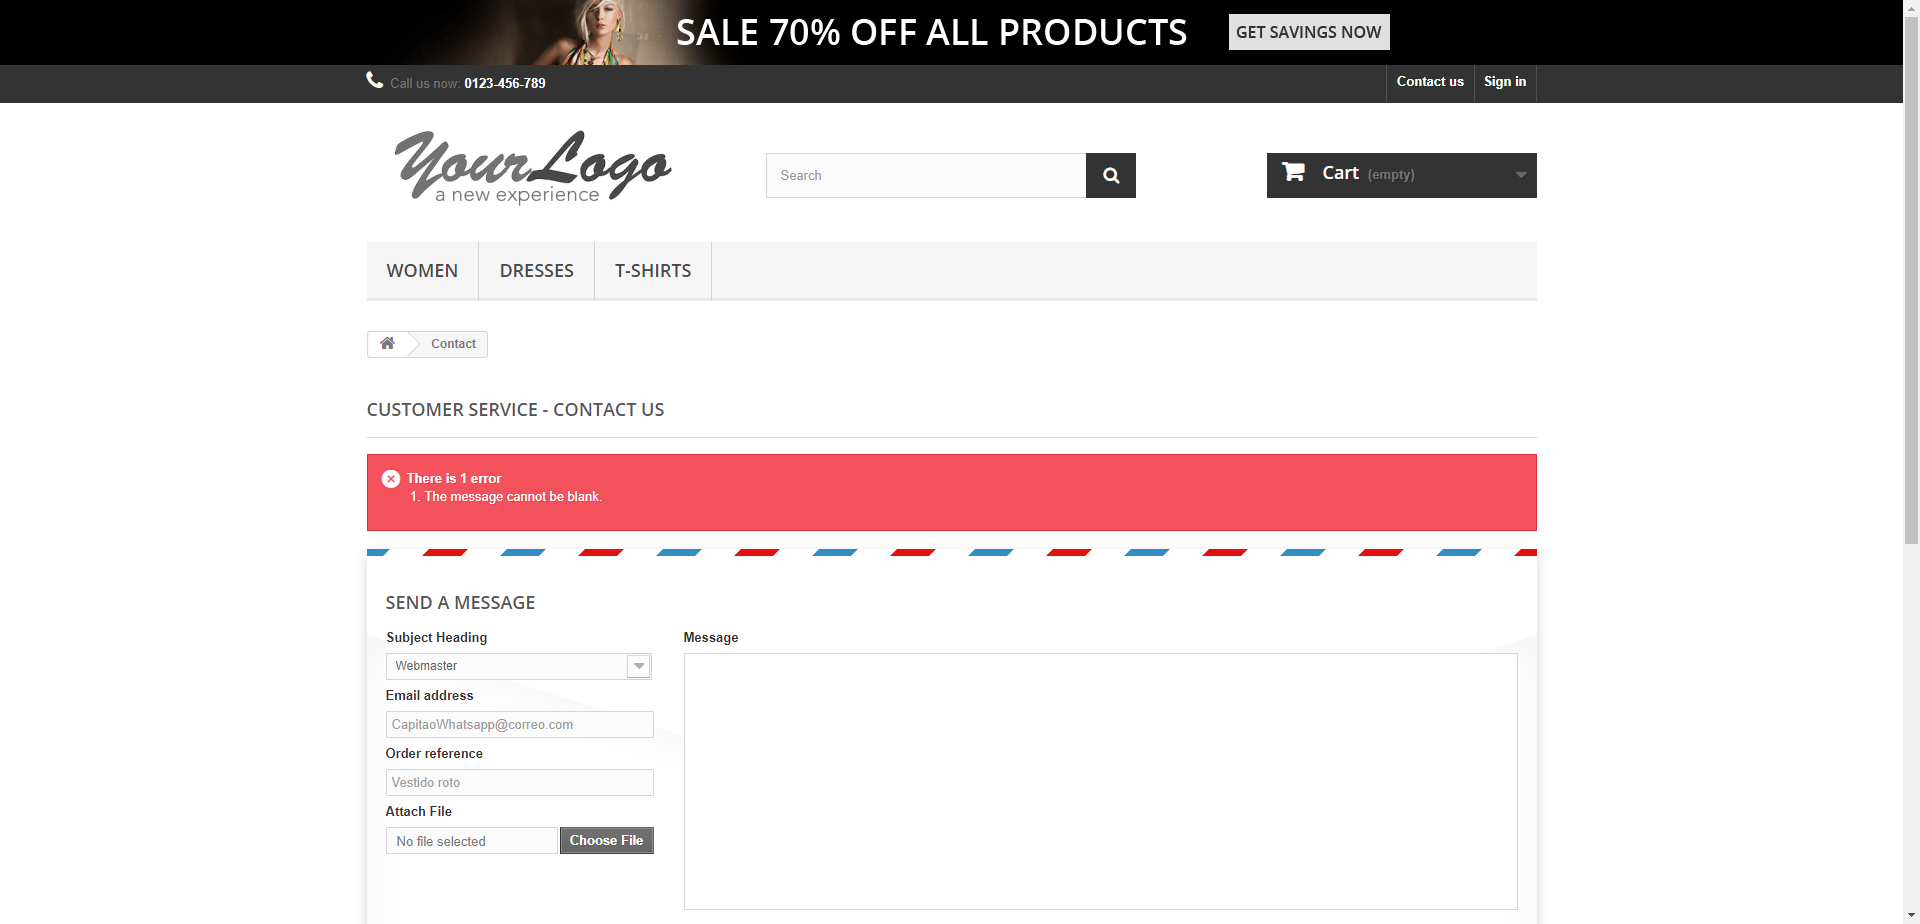 SALE 70% OFF ALL PRODUCTS GET SAVINGS NOW
Call us now: 0123-456-789 Contact us Sign in
YourLogo
a new experience
Search
Cart (empty)
WOMEN DRESSES T-SHIRTS
Contact
CUSTOMER SERVICE - CONTACT US
There is 1 error
1. The message cannot be blank.
SEND A MESSAGE
Subject Heading
Webmaster
Email address
CapitaoWhatsapp@correo.com
Order reference
Vestido roto
Attach File
No file selected Choose File
Message